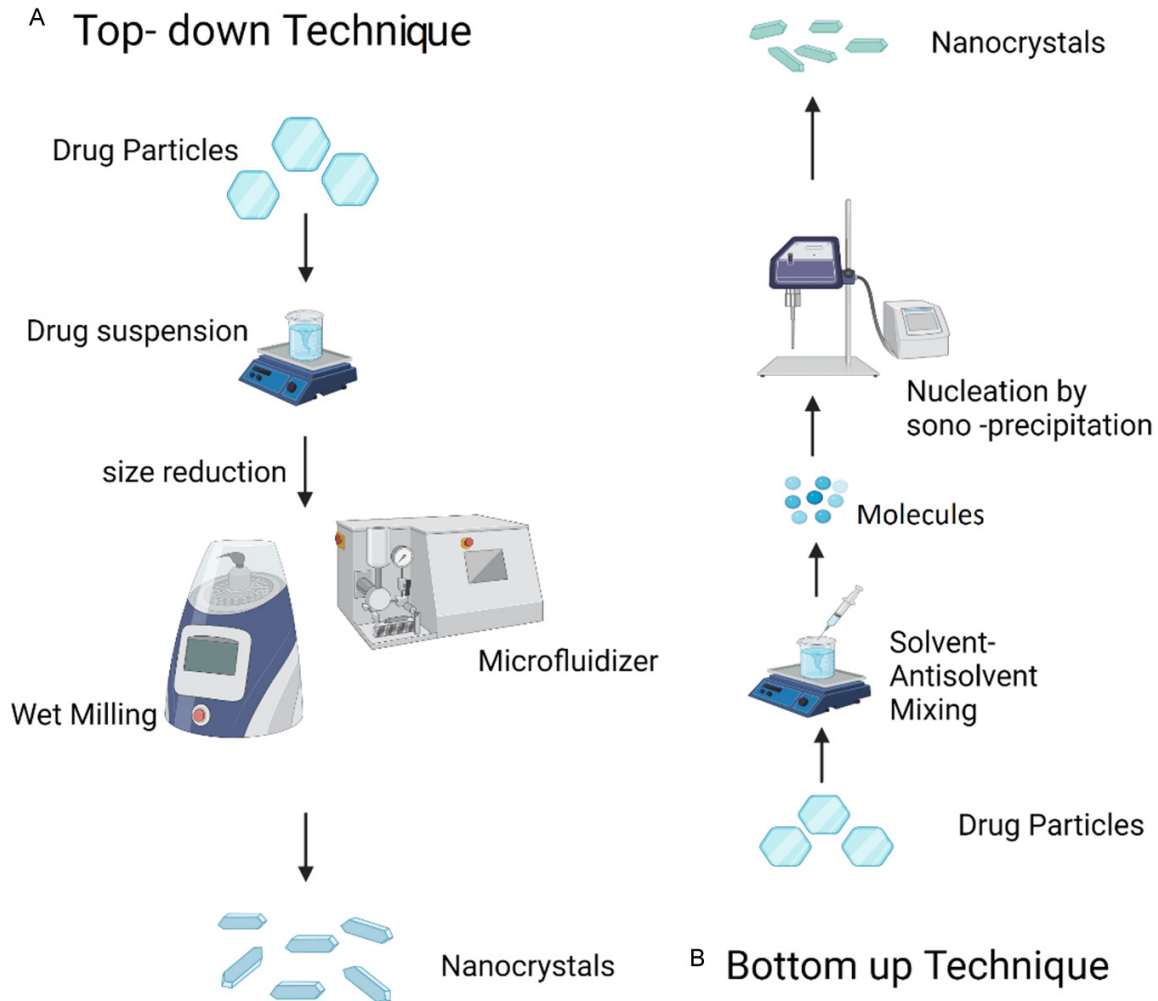 A
Top- down Technique
Drug Particles
Drug suspension
size reduction
Microfluidizer
Wet Milling
Nanocrystals
Nanocrystals
Nucleation by
sono -precipitation
Molecules
Solvent-
Antisolvent
Mixing
Drug Particles
B
Bottom up Technique